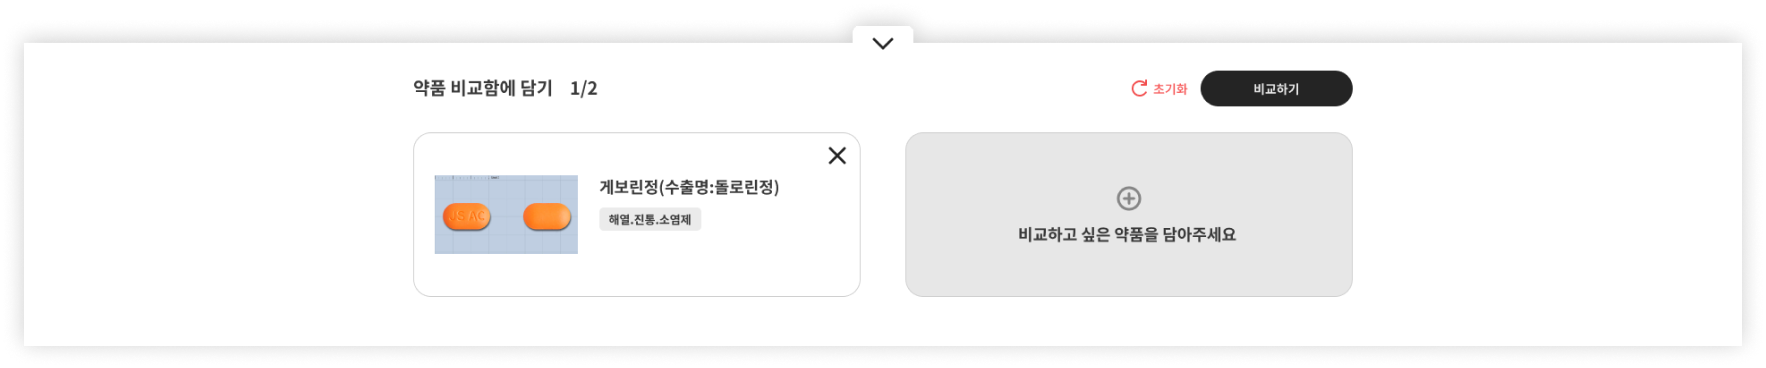 약품 비교함에 담기 1/2
초기화
비교하기
게보린정(수출명:돌로린정)
해열.진통.소염제
비교하고 싶은 약품을 담아주세요